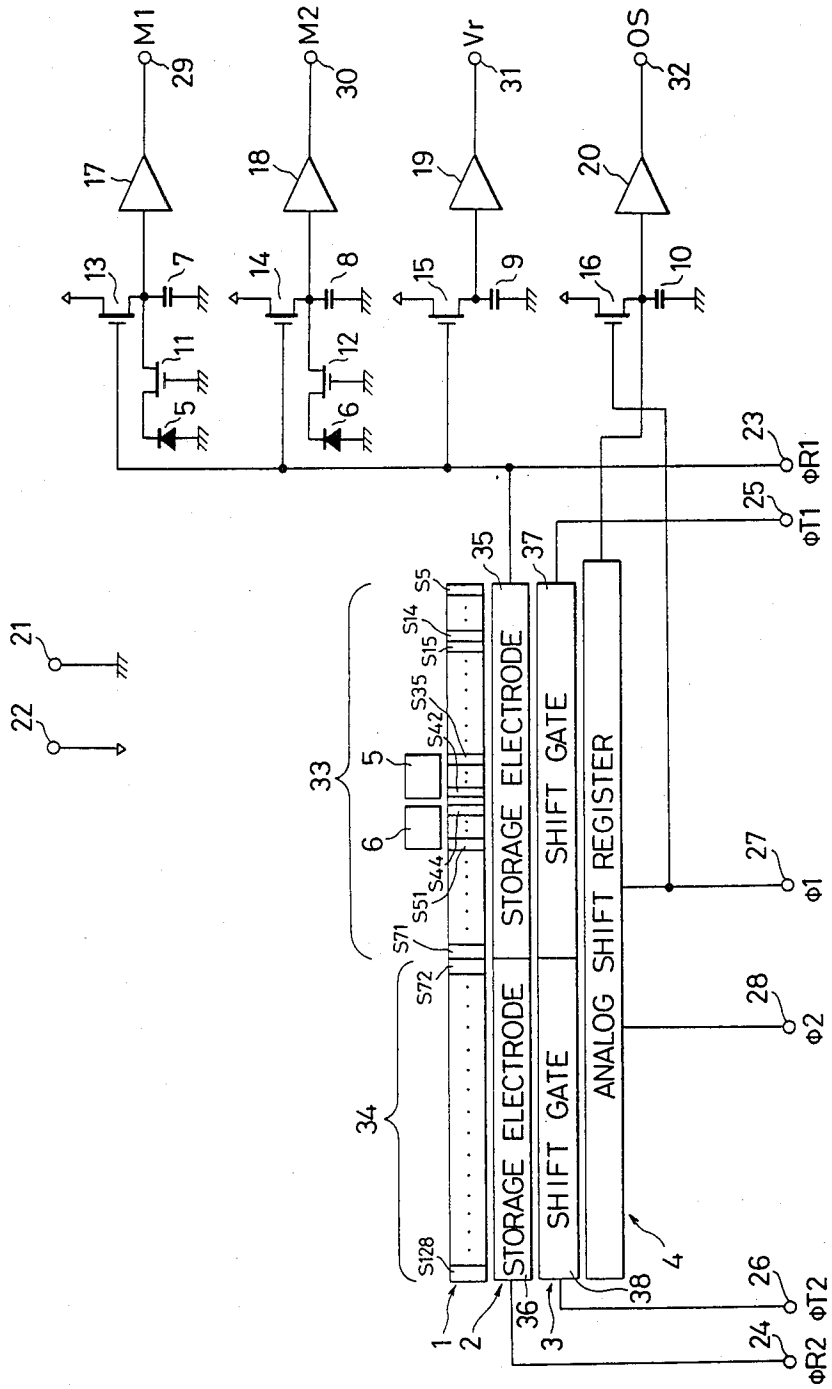 22
21
33
34
6
5
S128
S72
S71
S51
S44
S42
S35
S15
S14
S5
1
2
3
4
STORAGE ELECTRODE
36
STORAGE ELECTRODE
35
SHIFT GATE
38
SHIFT GATE
37
ANALOG SHIFT REGISTER
13
11
5
7
17
29
M1
14
12
6
8
18
30
M2
15
9
19
31
Vr
16
10
20
32
OS
24
ΦR2
26
ΦT2
28
Φ2
27
Φ1
25
ΦT1
23
ΦR1